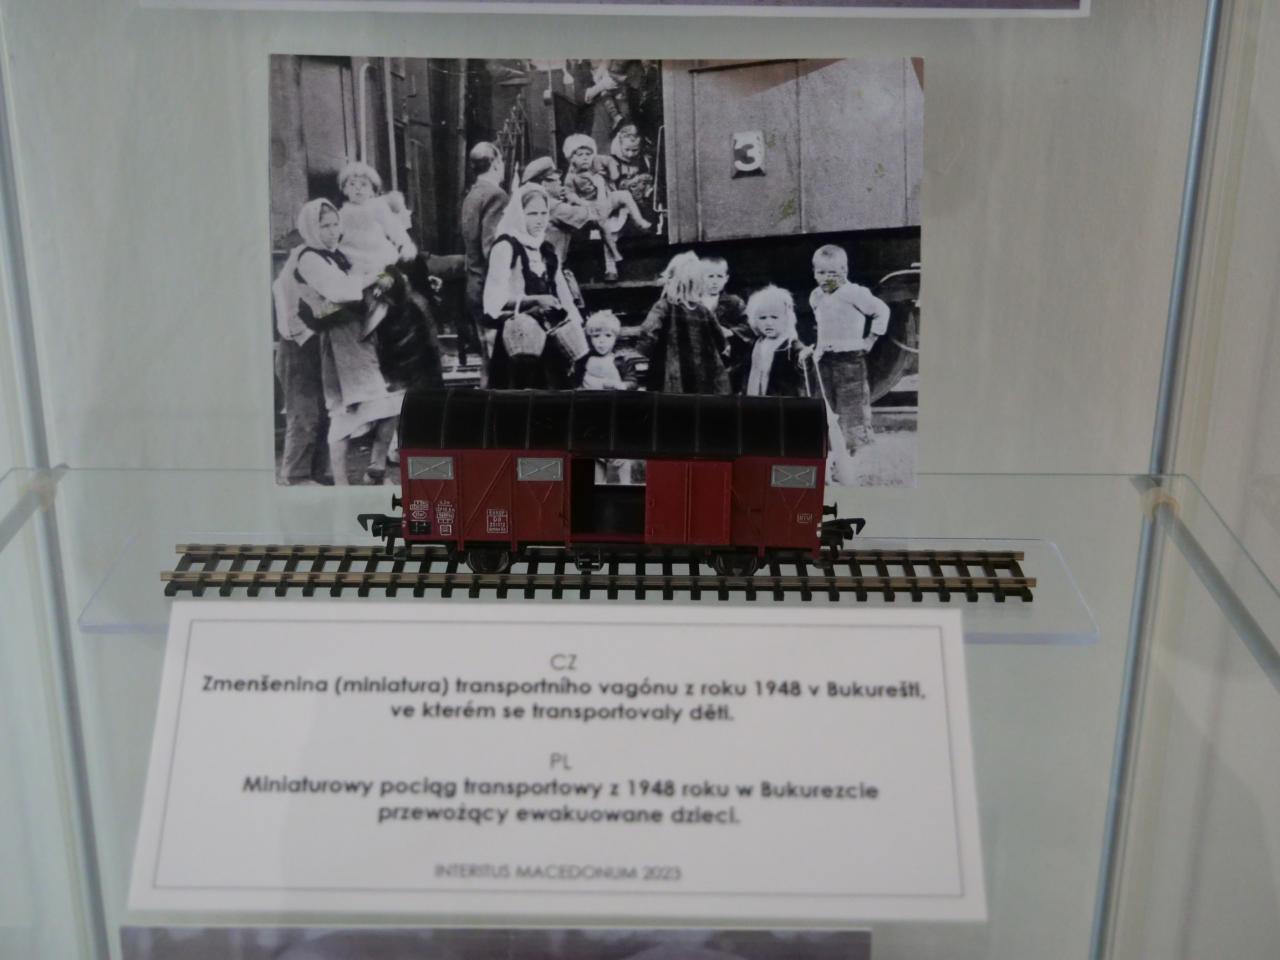 3
CZ
Zmenšenina (miniatura) transportního vagónu z roku 1948 v Bukurešti,
ve kterém se transportovaly děti.
PL
Miniaturowy pociąg transportowy z 1948 roku w Bukurezcie
przewożący ewakuowane dzieci.
INTERITUS MACEDONUM 2023